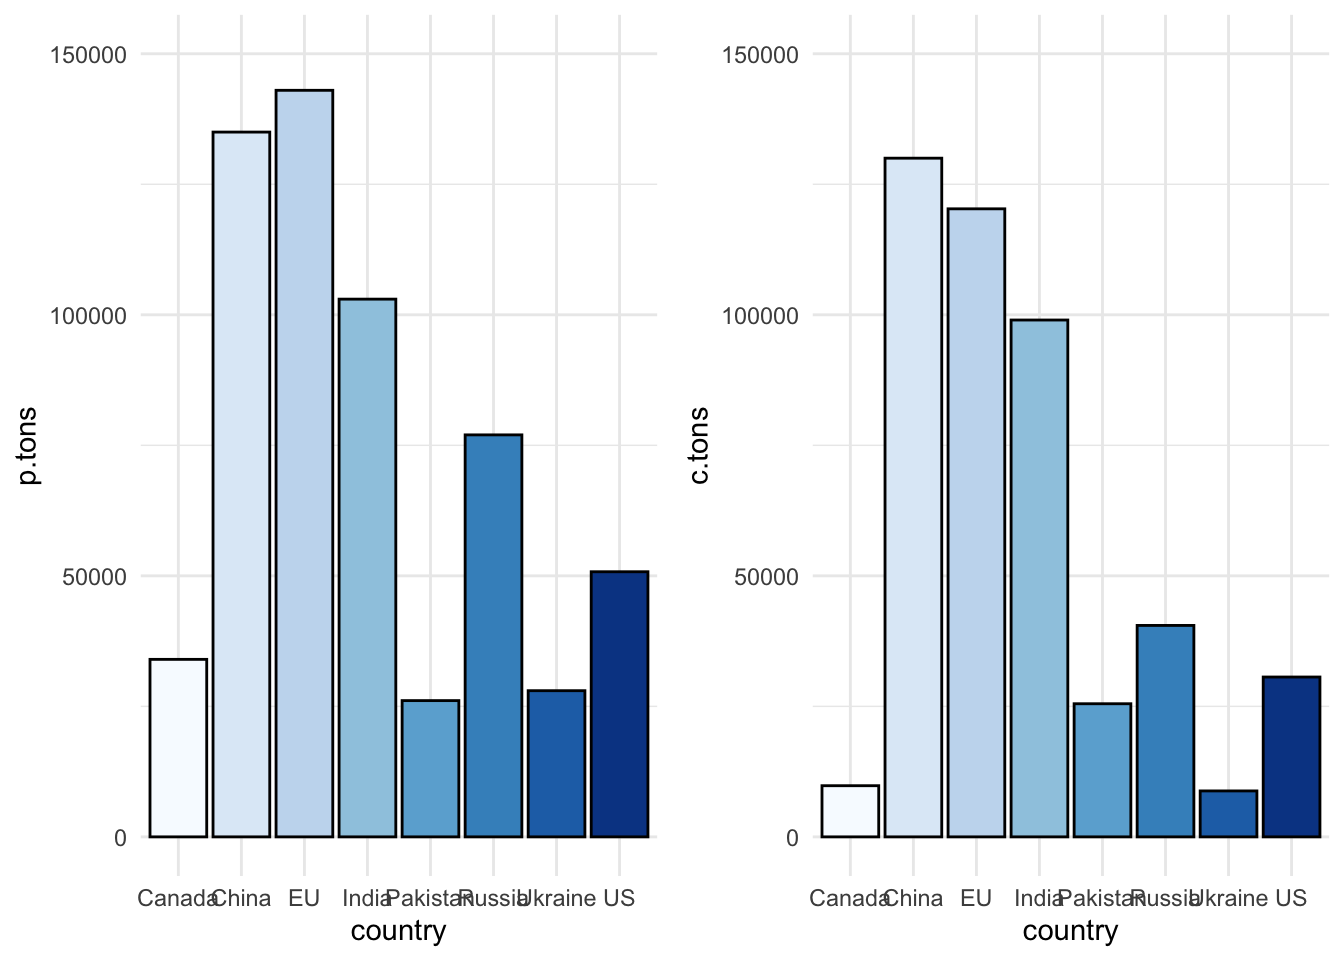 150000
100000
50000
0
p.tons
Canada China EU India Pakistan Russia Ukraine US
country
150000
100000
50000
0
c.tons
Canada China EU India Pakistan Russia Ukraine US
country